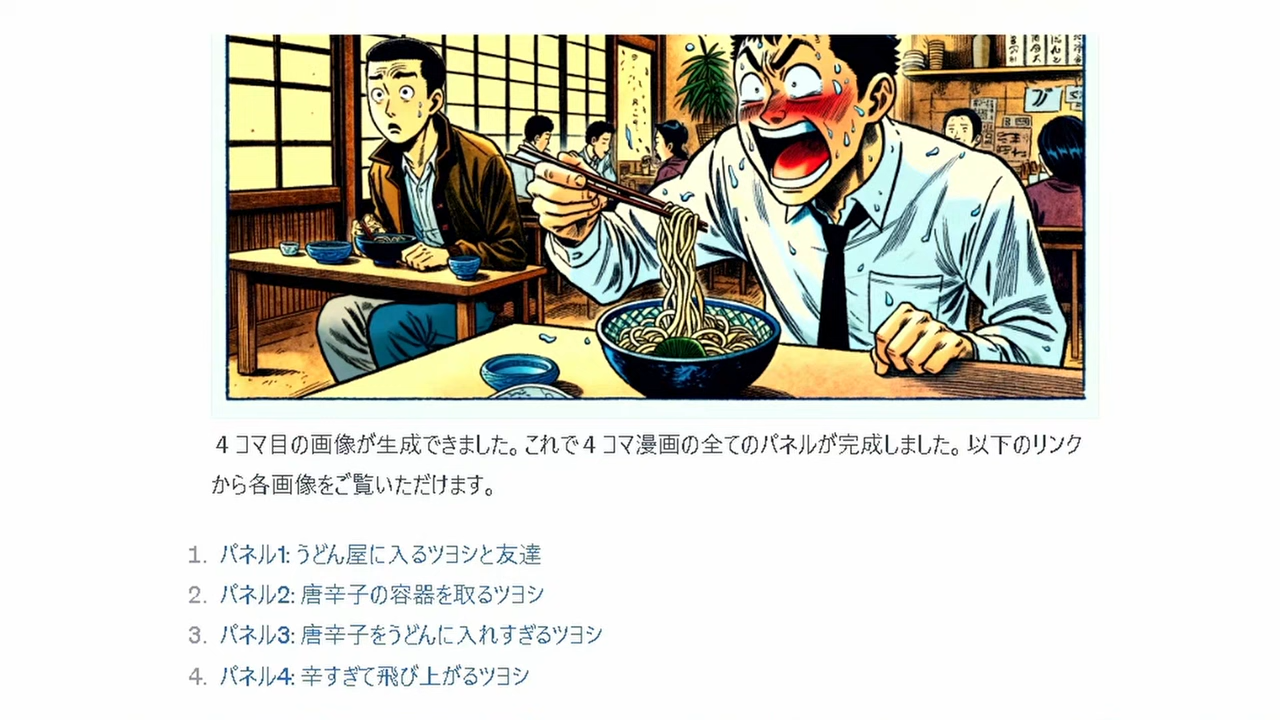 4コマ目の画像が生成できました。これで4コマ漫画の全てのパネルが完成しました。以下のリンク
から各画像をご覧いただけます。
1. パネル1: うどん屋に入るツヨシと友達
2. パネル2: 唐辛子の容器を取るツヨシ
3. パネル3: 唐辛子をうどんに入れすぎるツヨシ
4. パネル4: 辛すぎて飛び上がるツヨシ